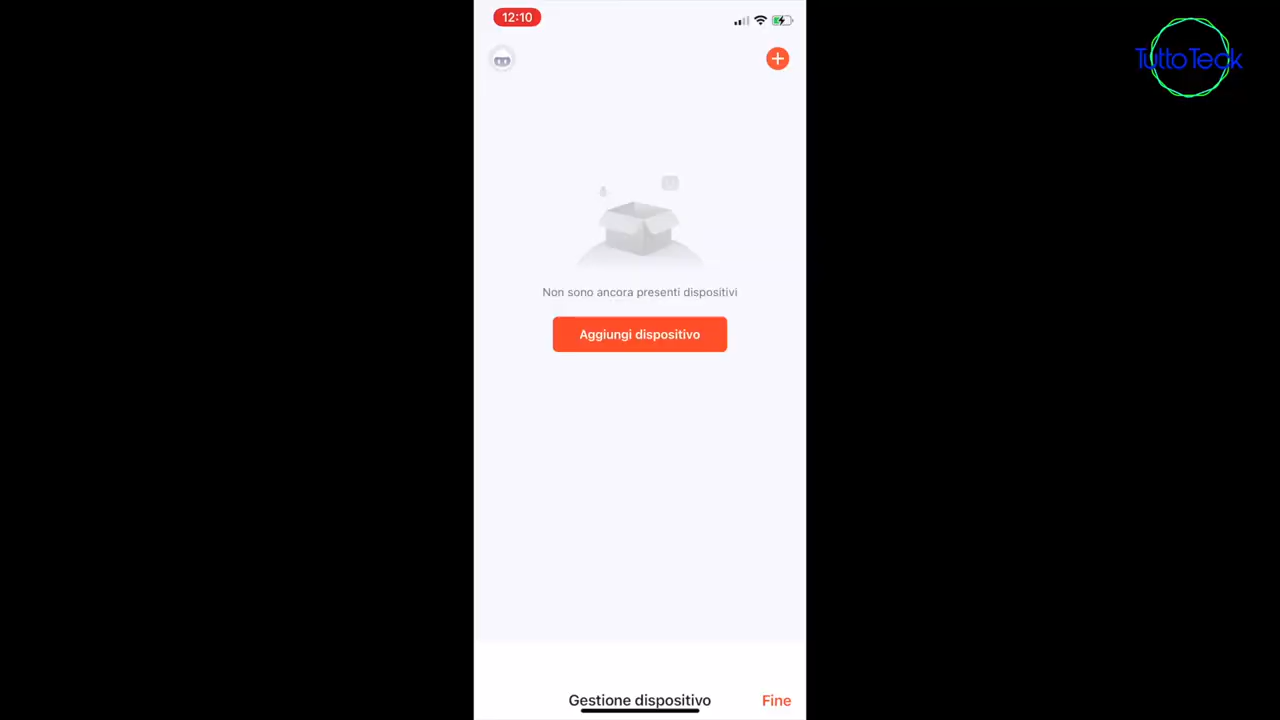 12:10
TuttoTeck
Non sono ancora presenti dispositivi
Aggiungi dispositivo
Gestione dispositivo
Fine